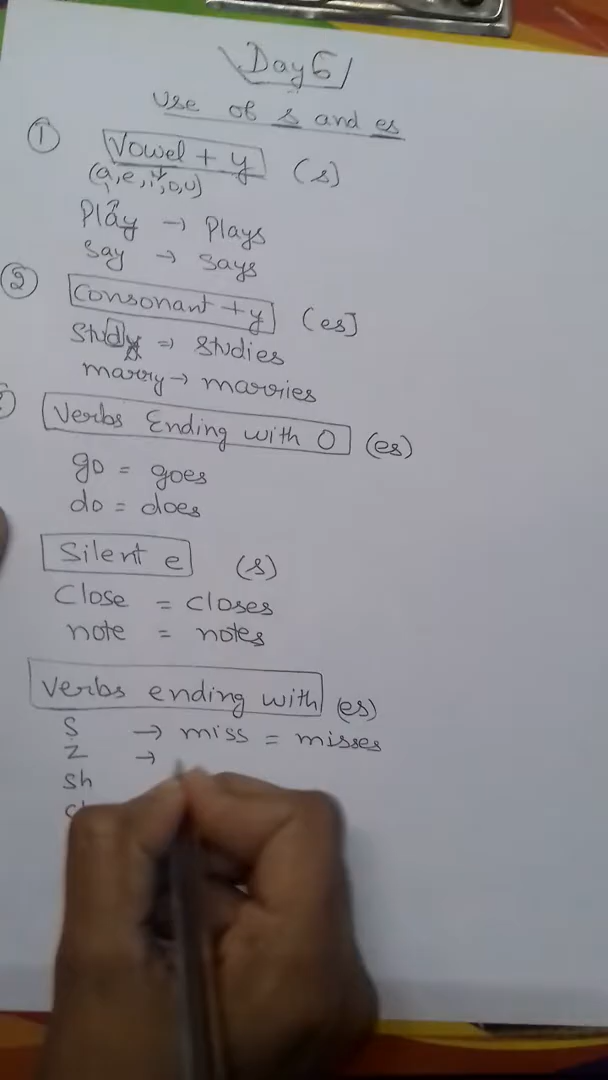 Day 6
Use of s and es
① Vowel + y (s)
(a, e, i, o, u)
Play → Plays
Say → Says
② Consonant + y (es]
Study ⇒ Studies
marry → marries
Verbs Ending with O (es)
go = goes
do = does
Silent e (s)
Close = closes
note = notes
Verbs ending with (es)
S → miss = misses
Z →
Sh